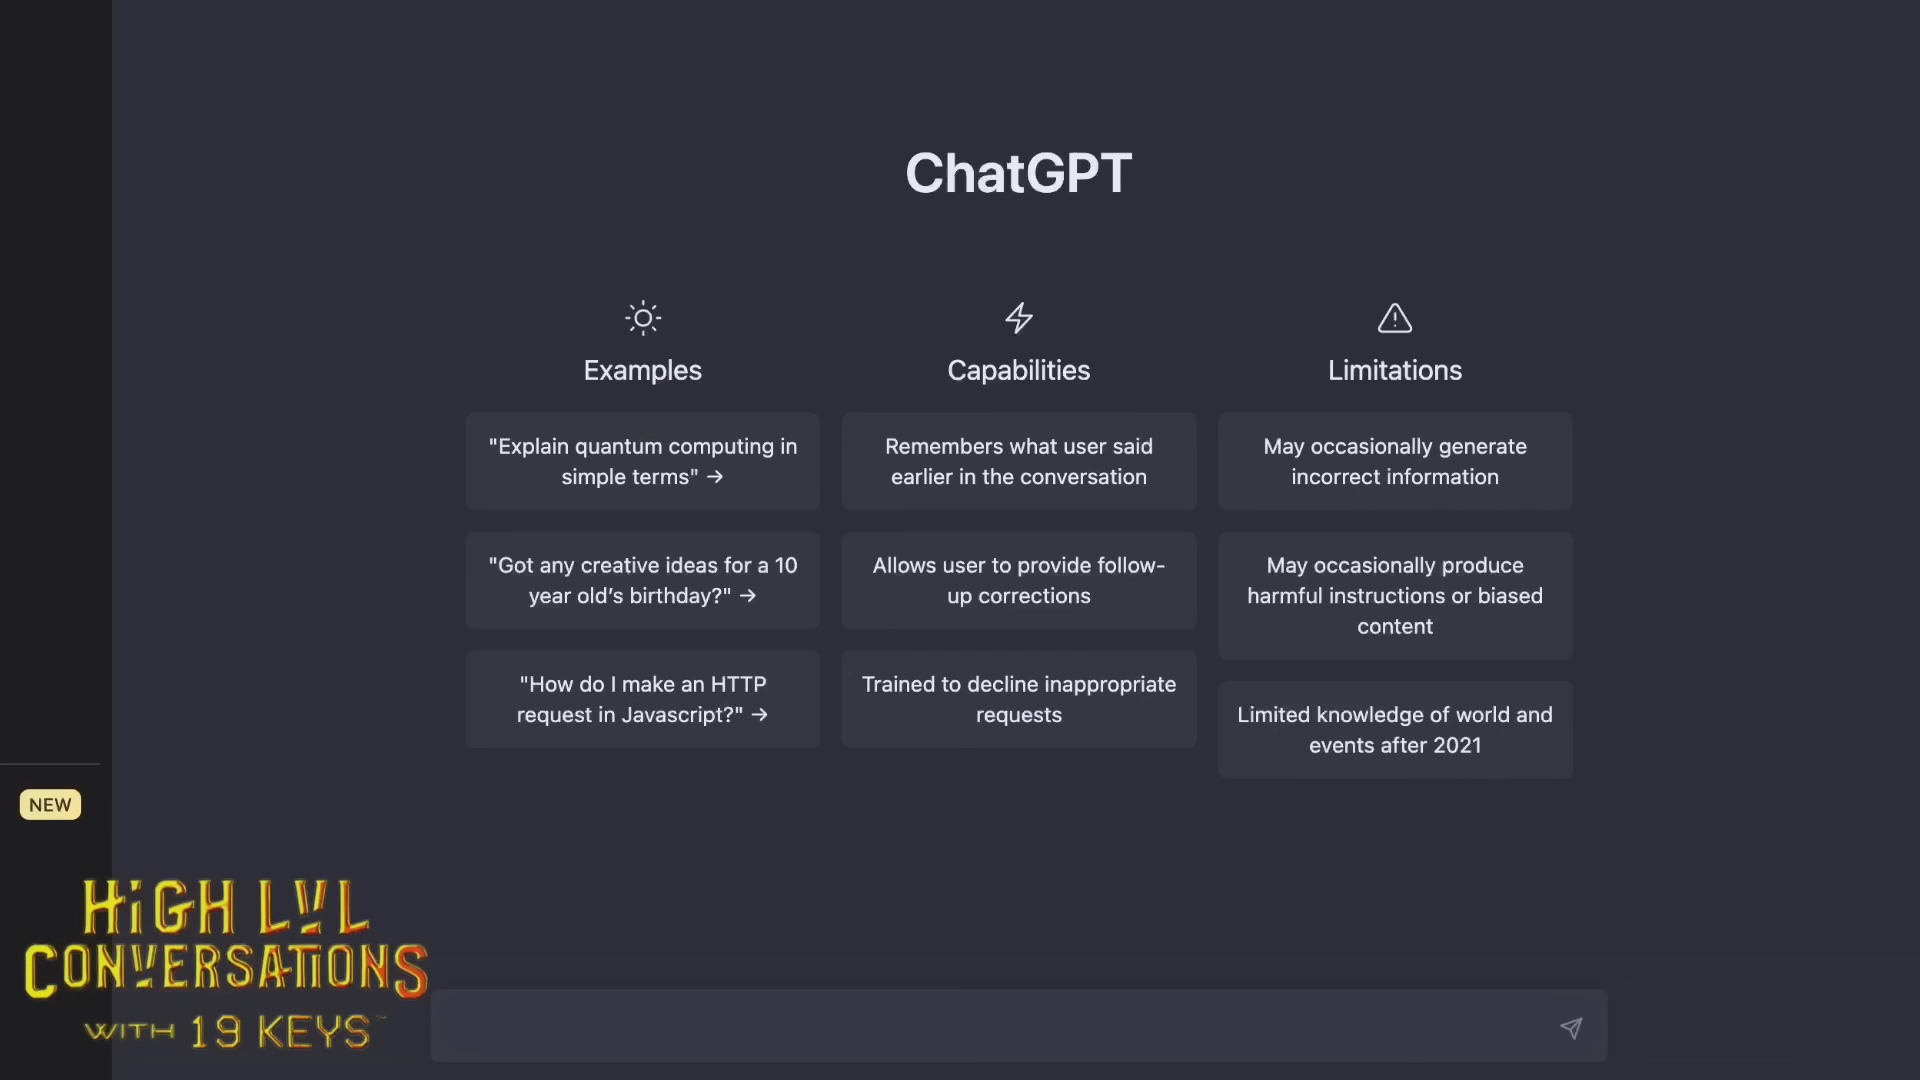 ChatGPT
Examples
"Explain quantum computing in
simple terms" →
"Got any creative ideas for a 10
year old's birthday?" →
"How do I make an HTTP
request in Javascript?" →
Capabilities
Remembers what user said
earlier in the conversation
Allows user to provide follow-
up corrections
Trained to decline inappropriate
requests
Limitations
May occasionally generate
incorrect information
May occasionally produce
harmful instructions or biased
content
Limited knowledge of world and
events after 2021
NEW
HiGH LVL
CONVERSATIONS
WITH 19 KEYS